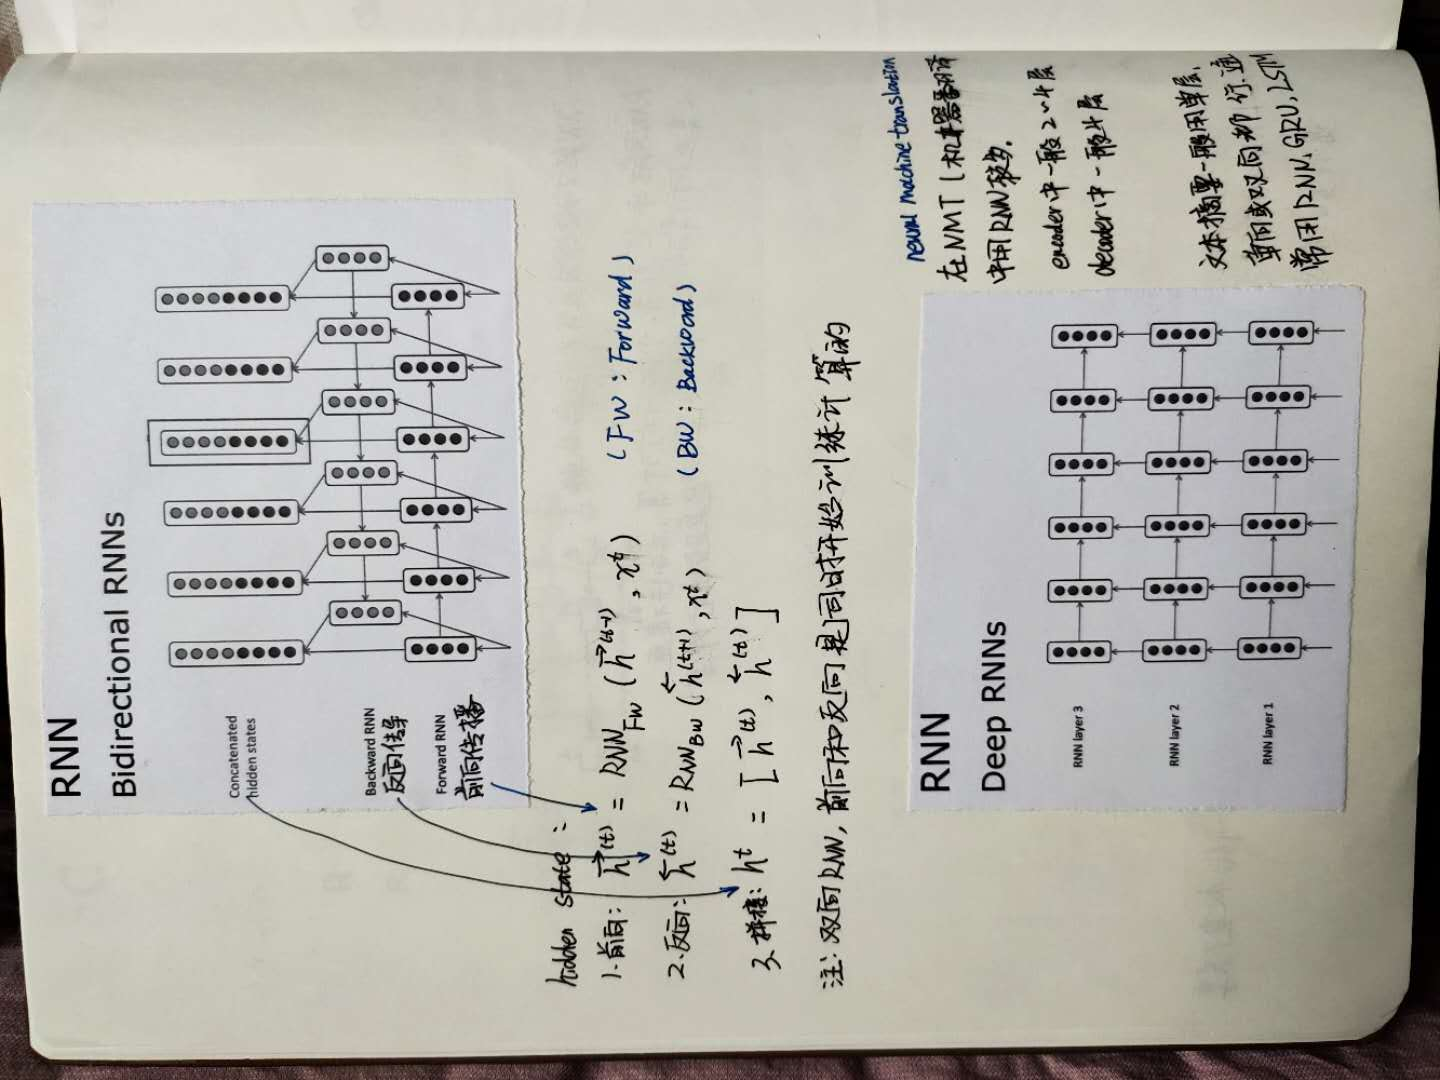 RNN
Bidirectional RNNs
Concatenated
hidden states
Backward RNN
反向传导
Forward RNN
前向传播
hidden state:
1.前向: h⃗⁽ᵗ⁾ = RNN_FW (h⃗⁽ᵗ⁻¹⁾, xᵗ) (FW: Forward)
2.反向: h⃖⁽ᵗ⁾ = RNN_BW (h⃖⁽ᵗ⁺¹⁾, xᵗ) (BW: Backword)
3.拼接: hᵗ = [h⃗⁽ᵗ⁾, h⃖⁽ᵗ⁾]
注: 双向RNN, 前向和反向是同时开始训练计算的
RNN
Deep RNNs
RNN layer 3
RNN layer 2
RNN layer 1
neural machine translation
在NMT (机器翻译
中用RNN较多.
encoder中一般2~4层
decoder中一般4层
文本摘要一般用单层,
单向或双向都行.
常用RNN, GRU, LSTM